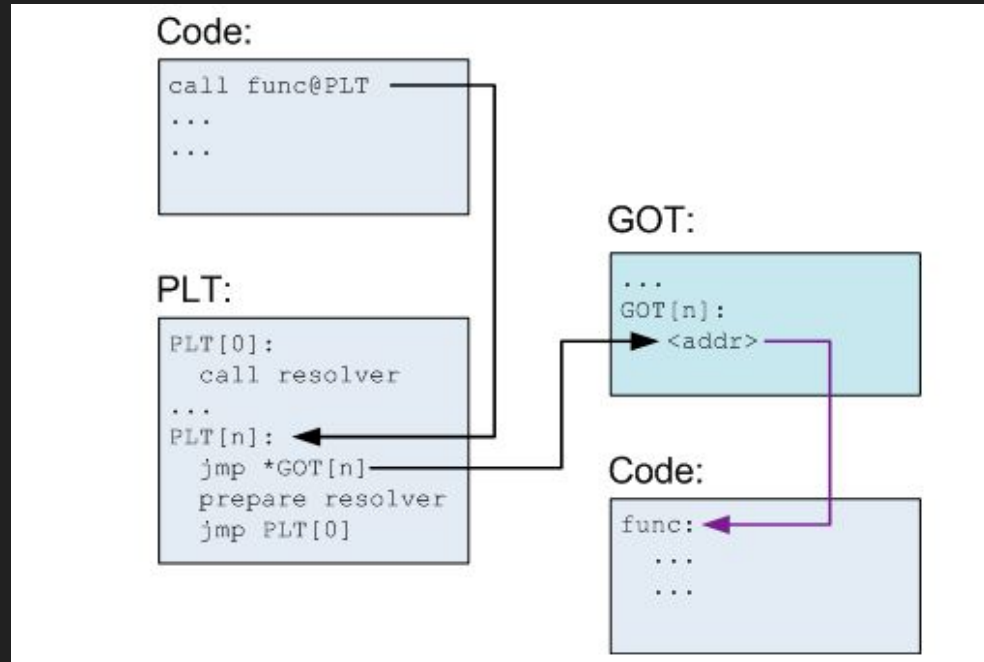 Code:
call func@PLT
...
...
PLT:
PLT[0]:
call resolver
...
PLT[n]:
jmp *GOT[n]
prepare resolver
jmp PLT[0]
GOT:
...
GOT[n]:
<addr>
Code:
func:
...
...